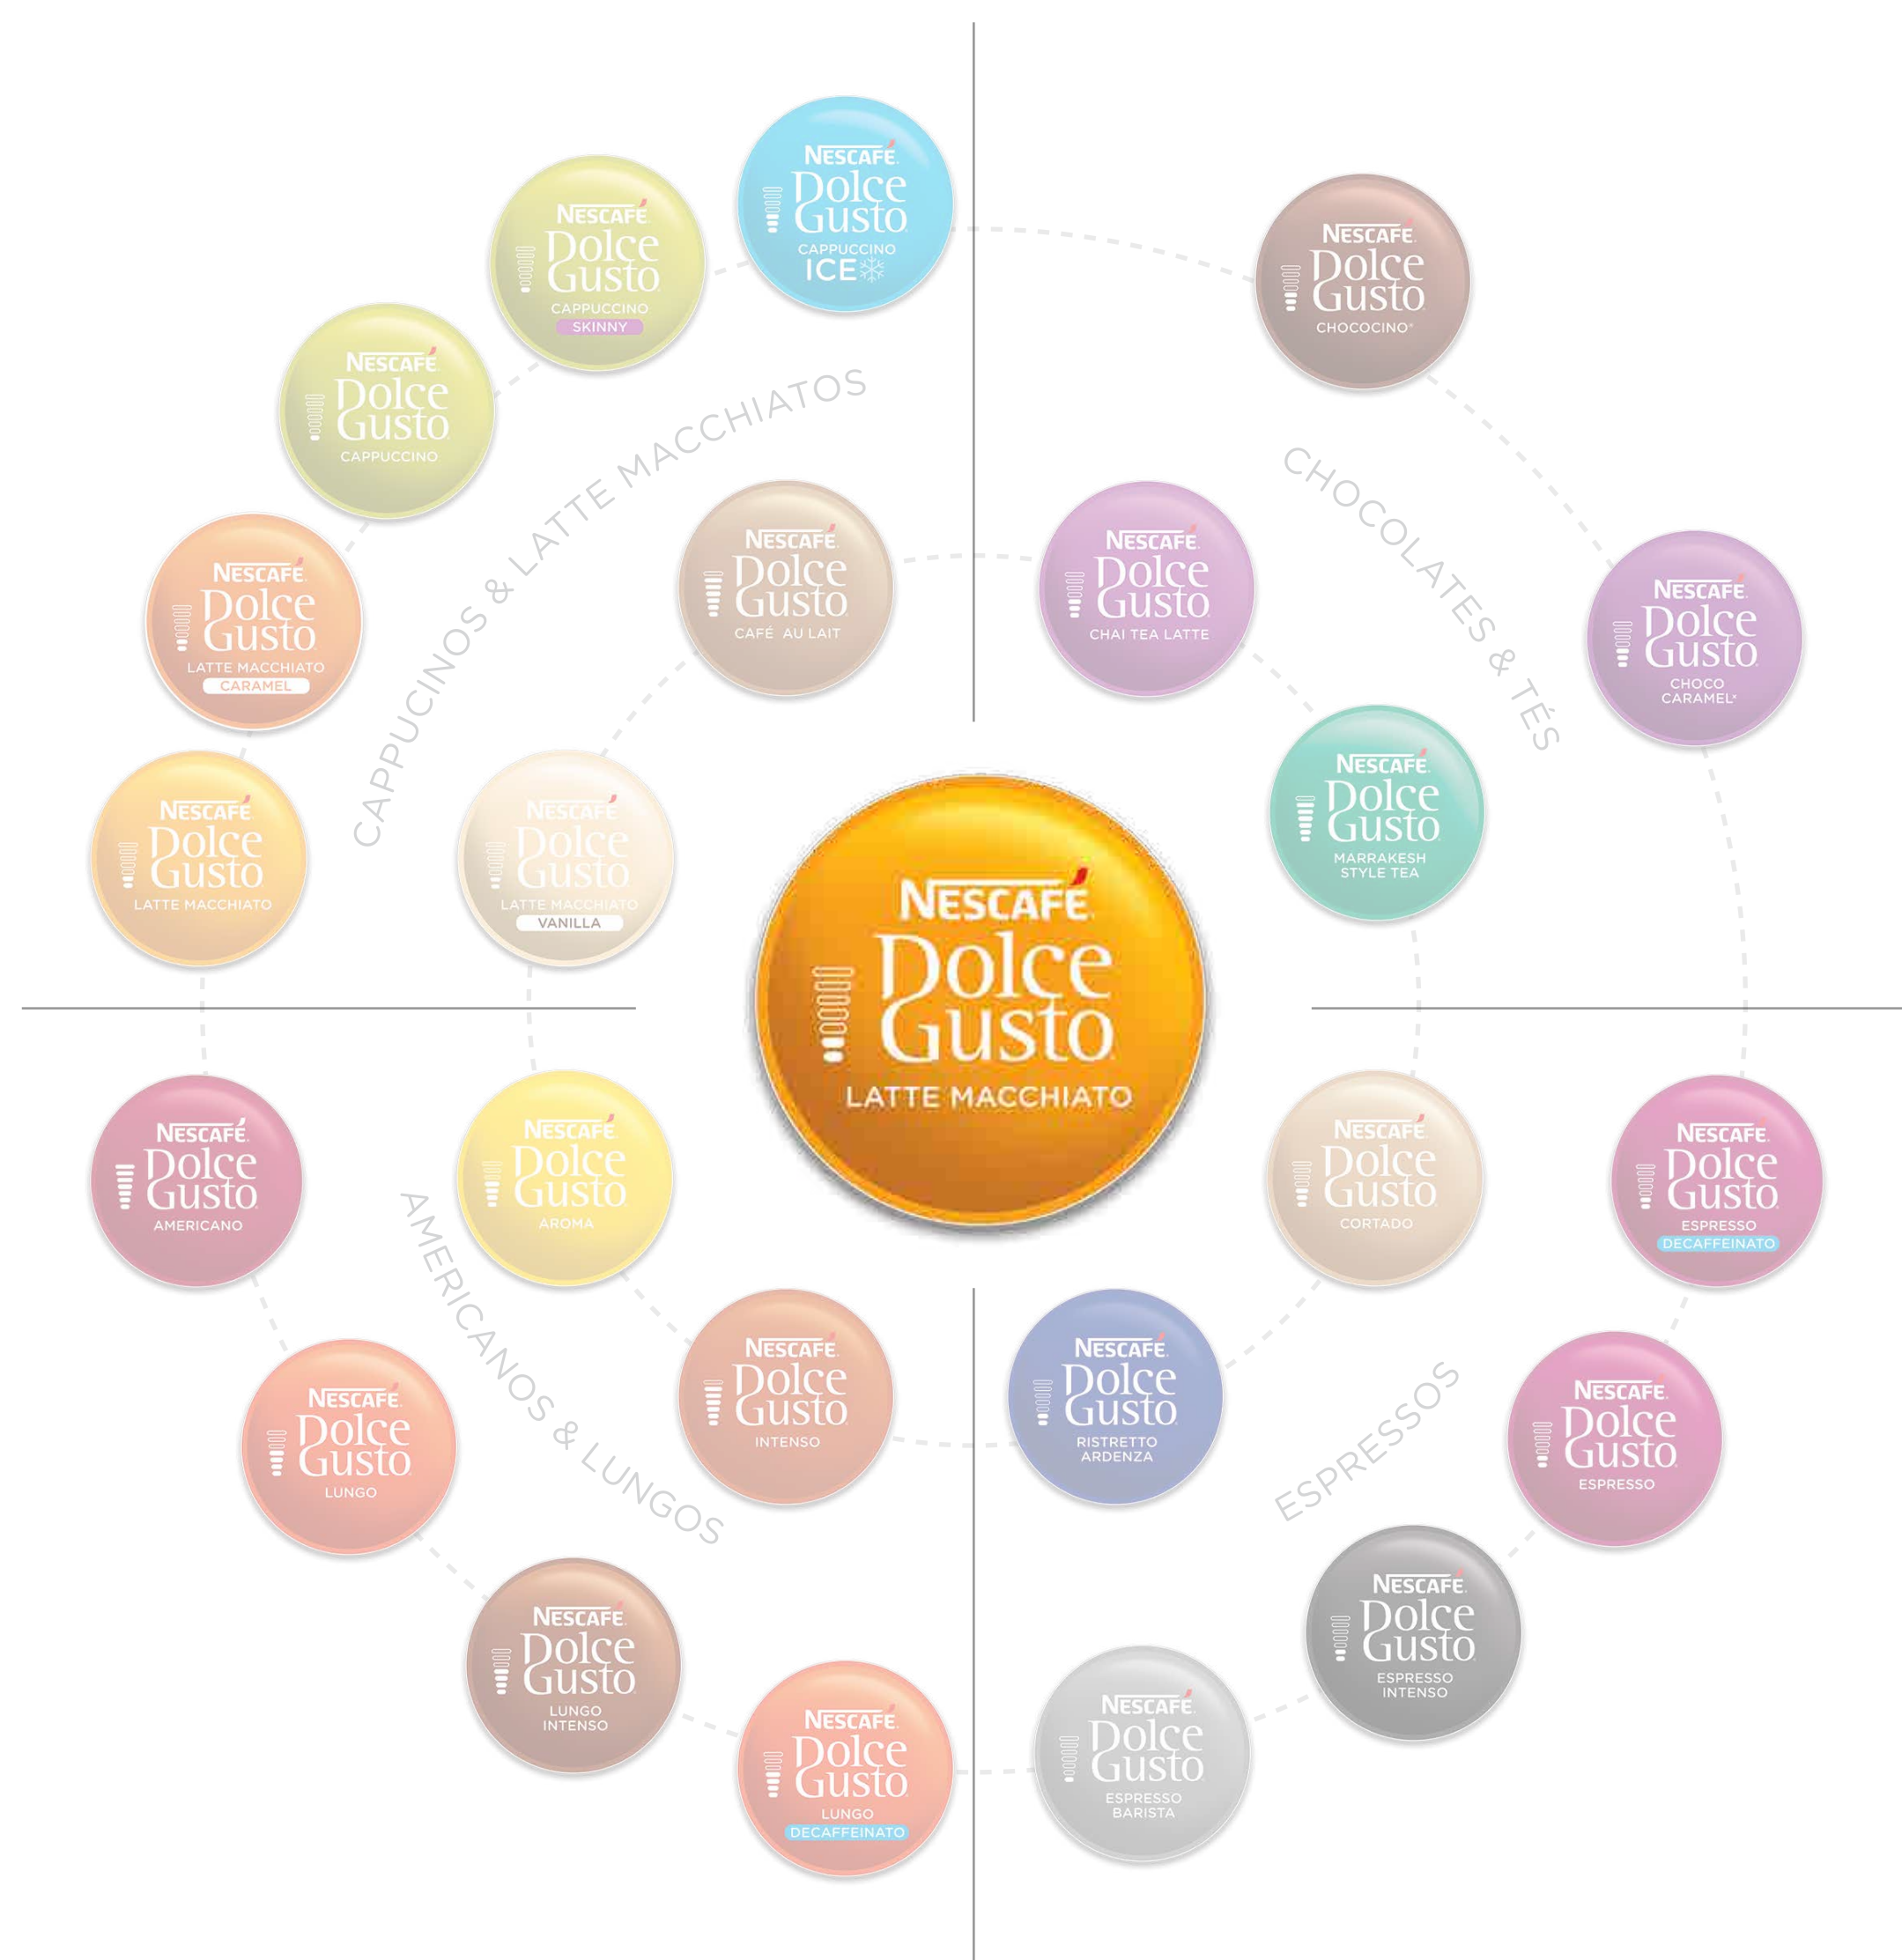 NESCAFÉ.
Dolce
Gusto
CAPPUCCINO
ICE
NESCAFÉ.
Dolce
Gusto
CAPPUCCINO
SKINNY
NESCAFÉ.
Dolce
Gusto
CAPPUCCINO
NESCAFÉ.
Dolce
Gusto
LATTE MACCHIATO
CARAMEL
NESCAFÉ
Dolce
Gusto
LATTE MACCHIATO
CAPPUCINOS & LATTE MACCHIATOS
NESCAFÉ.
Dolce
Gusto
CAFÉ AU LAIT
NESCAFÉ
Dolce
Gusto
LATTE MACCHIATO
VANILLA
NESCAFÉ.
Dolce
Gusto
CHOCOCINO®
NESCAFÉ.
Dolce
Gusto
CHOCO
CARAMEL*
CHOCOLATES & TÉS
NESCAFÉ.
Dolce
Gusto
CHAI TEA LATTE
NESCAFÉ.
Dolce
Gusto
MARRAKESH
STYLE TEA
NESCAFÉ.
Dolce
Gusto
LATTE MACCHIATO
NESCAFÉ.
Dolce
Gusto
AMERICANO
NESCAFÉ.
Dolce
Gusto
AROMA
AMERICANOS & LUNGOS
NESCAFÉ.
Dolce
Gusto
INTENSO
NESCAFÉ.
Dolce
Gusto
LUNGO
NESCAFÉ.
Dolce
Gusto
LUNGO
INTENSO
NESCAFÉ.
Dolce
Gusto
LUNGO
DECAFFEINATO
NESCAFÉ.
Dolce
Gusto
CORTADO
NESCAFÉ.
Dolce
Gusto
ESPRESSO
DECAFFEINATO
NESCAFÉ.
Dolce
Gusto
RISTRETTO
ARDENZA
ESPRESSOS
NESCAFÉ.
Dolce
Gusto
ESPRESSO
NESCAFÉ.
Dolce
Gusto
ESPRESSO
INTENSO
NESCAFÉ.
Dolce
Gusto
ESPRESSO
BARISTA